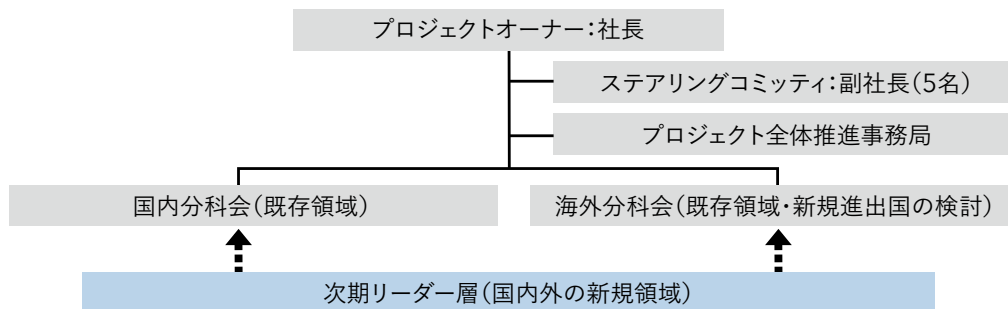 プロジェクトオーナー：社長
ステアリングコミッティ：副社長（5名）
プロジェクト全体推進事務局
国内分科会（既存領域）
海外分科会（既存領域・新規進出国の検討）
次期リーダー層（国内外の新規領域）